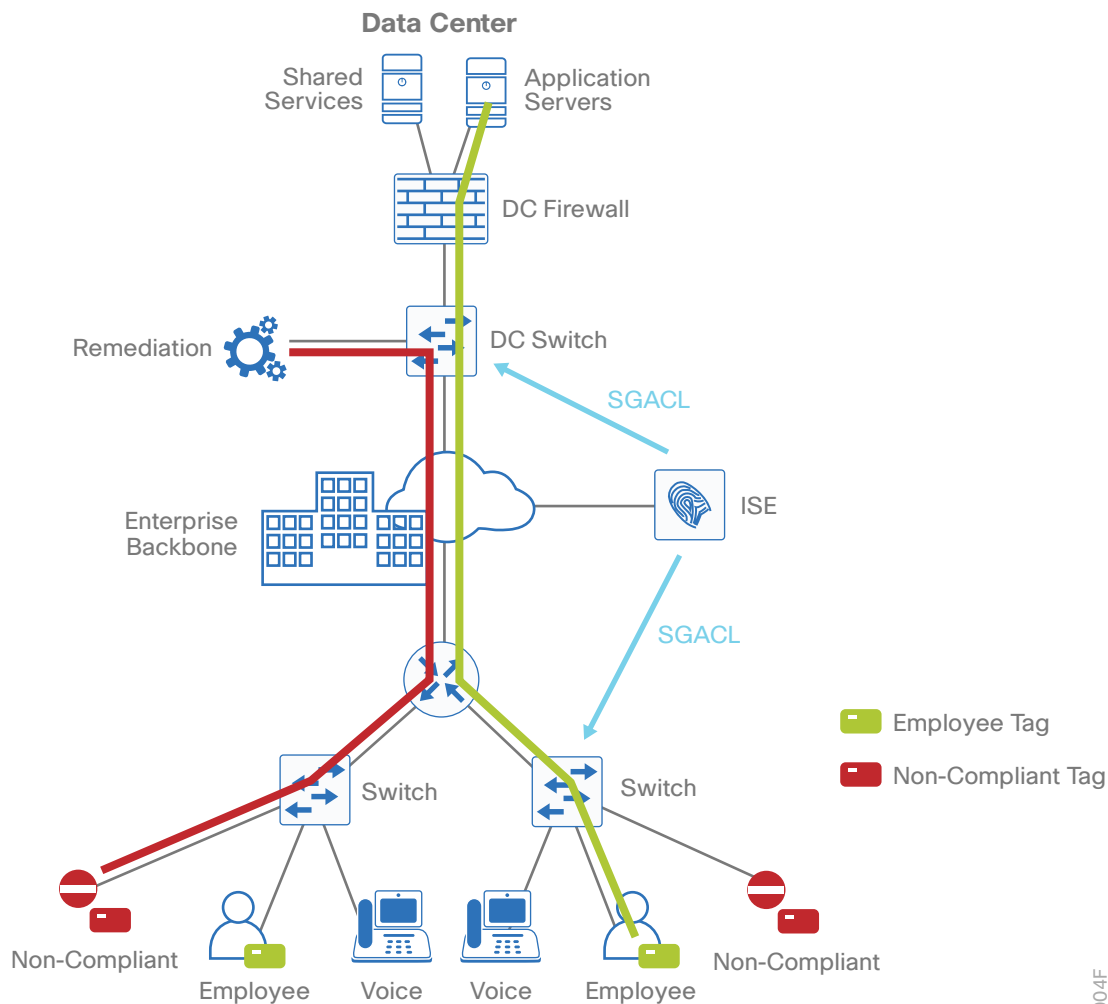 Data Center
Shared
Services
Application
Servers
DC Firewall
Remediation
DC Switch
SGACL
Enterprise
Backbone
ISE
SGACL
Employee Tag
Non-Compliant Tag
Switch
Switch
Non-Compliant
Employee
Voice
Voice
Employee
Non-Compliant